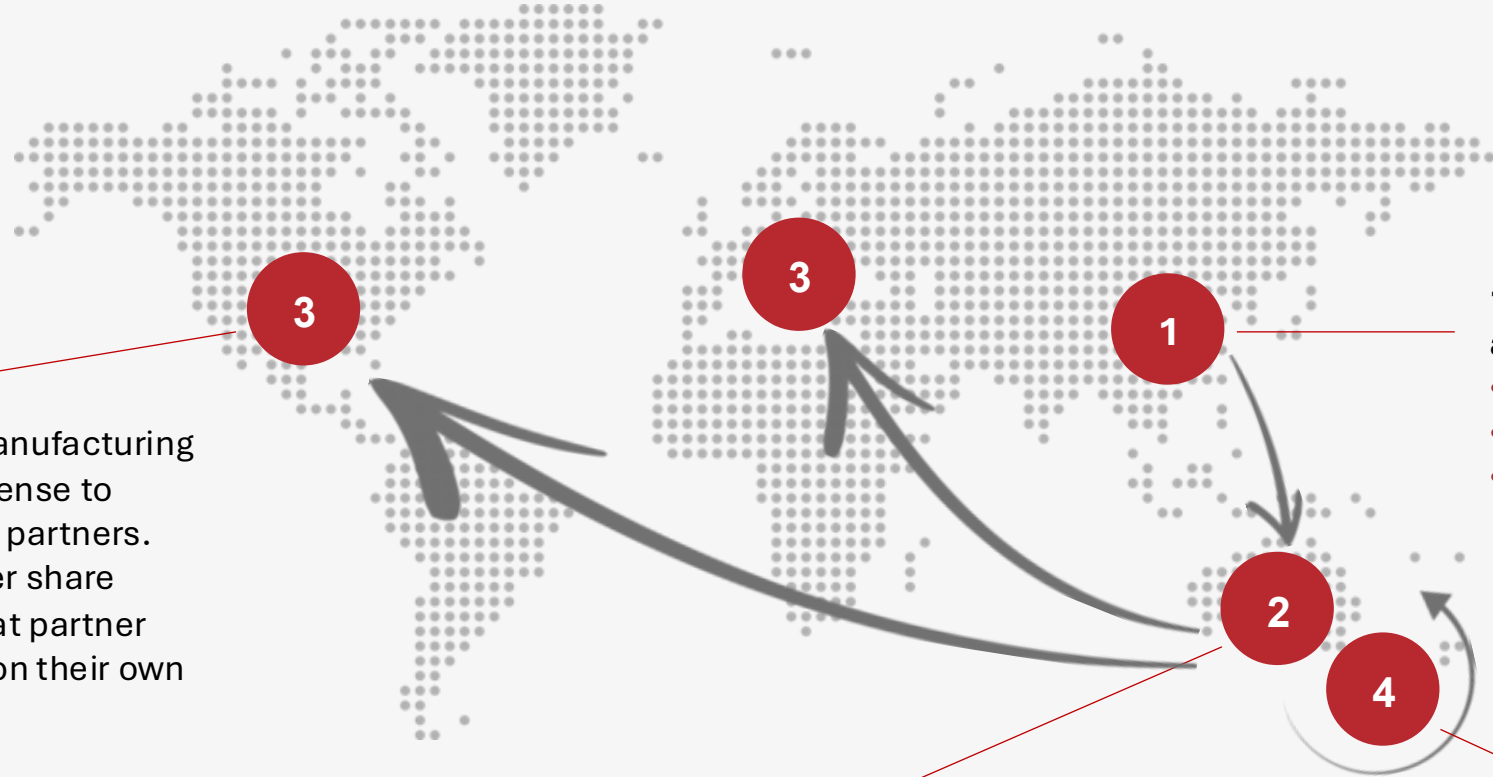 3
3
1
anufacturing
ense to
partners.
er share
at partner
on their own
2
4